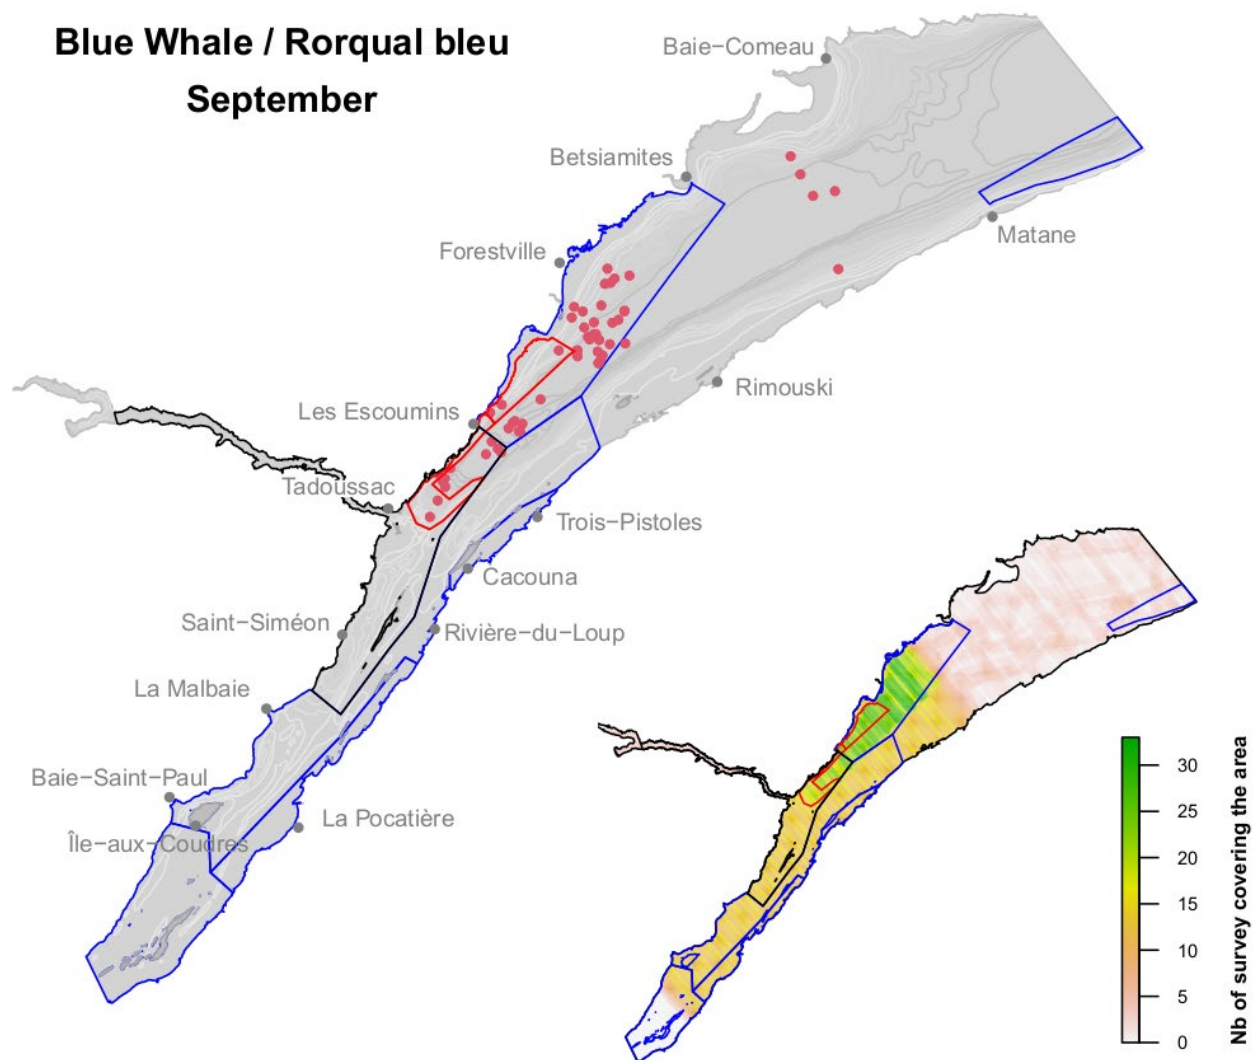 Blue Whale / Rorqual bleu
September
Baie−Comeau
Betsiamites
Forestville
Matane
Rimouski
Les Escoumins
Tadoussac
Trois−Pistoles
Cacouna
Saint−Siméon
Rivière−du−Loup
La Malbaie
Baie−Saint−Paul
La Pocatière
Île−aux−Coudres
30
25
20
15
10
5
0
Nb of survey covering the area